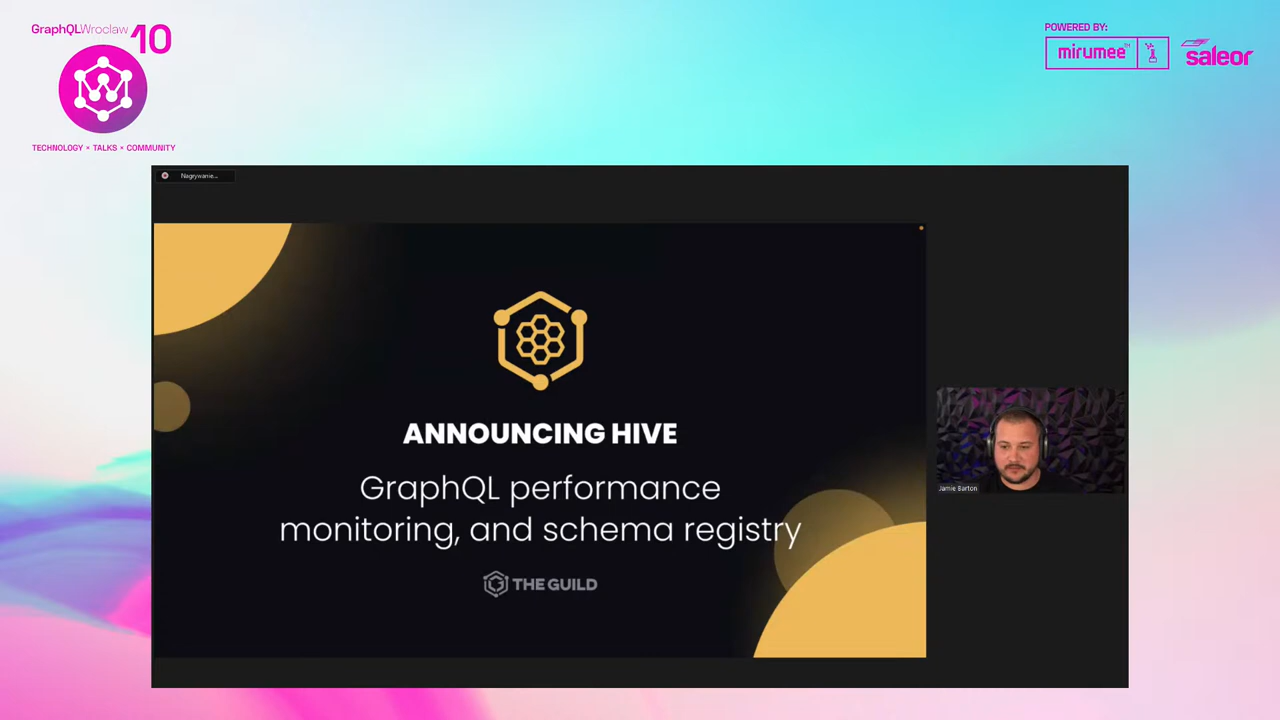 GraphQLWrocław 10
TECHNOLOGY × TALKS × COMMUNITY
POWERED BY:
mirumee
saleor
Nagrywanie...
ANNOUNCING HIVE
GraphQL performance
monitoring, and schema registry
THE GUILD
Jamie Barton